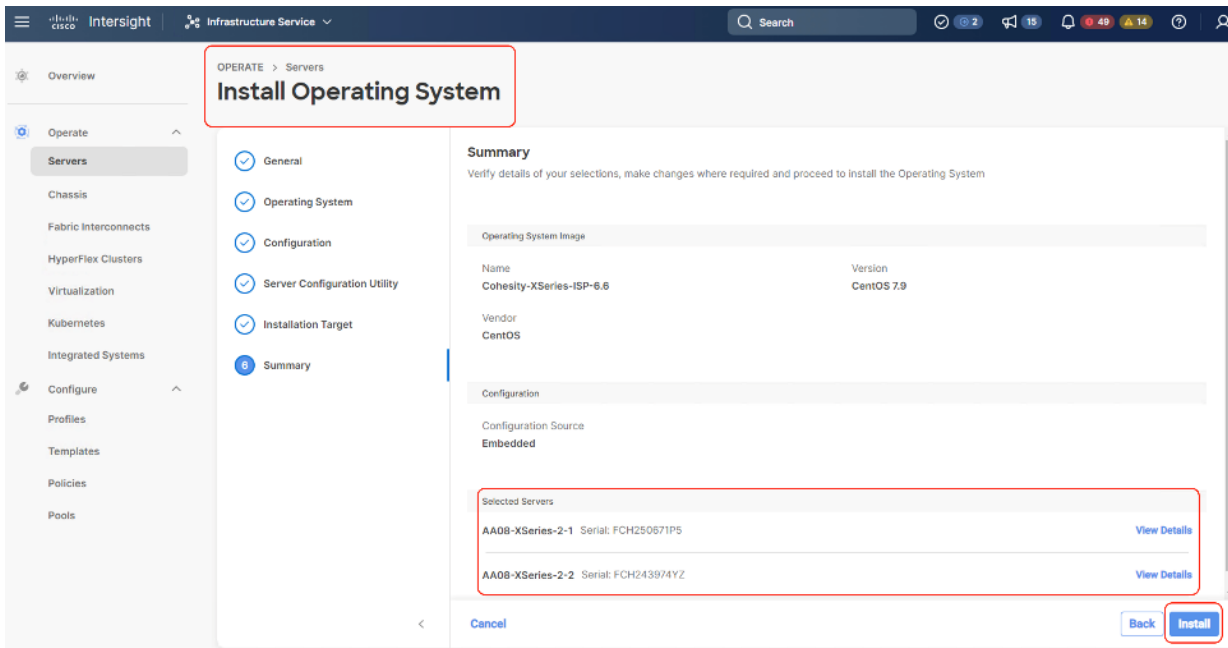 cisco Intersight Infrastructure Service Search 2 15 49 14
Overview
Operate
Servers
Chassis
Fabric Interconnects
HyperFlex Clusters
Virtualization
Kubernetes
Integrated Systems
Configure
Profiles
Templates
Policies
Pools
OPERATE > Servers
Install Operating System
General
Operating System
Configuration
Server Configuration Utility
Installation Target
6 Summary
Summary
Verify details of your selections, make changes where required and proceed to install the Operating System
Operating System Image
Name
Cohesity-XSeries-ISP-6.6
Version
CentOS 7.9
Vendor
CentOS
Configuration
Configuration Source
Embedded
Selected Servers
AA08-XSeries-2-1 Serial: FCH250671P5 View Details
AA08-XSeries-2-2 Serial: FCH243974YZ View Details
Cancel Back Install